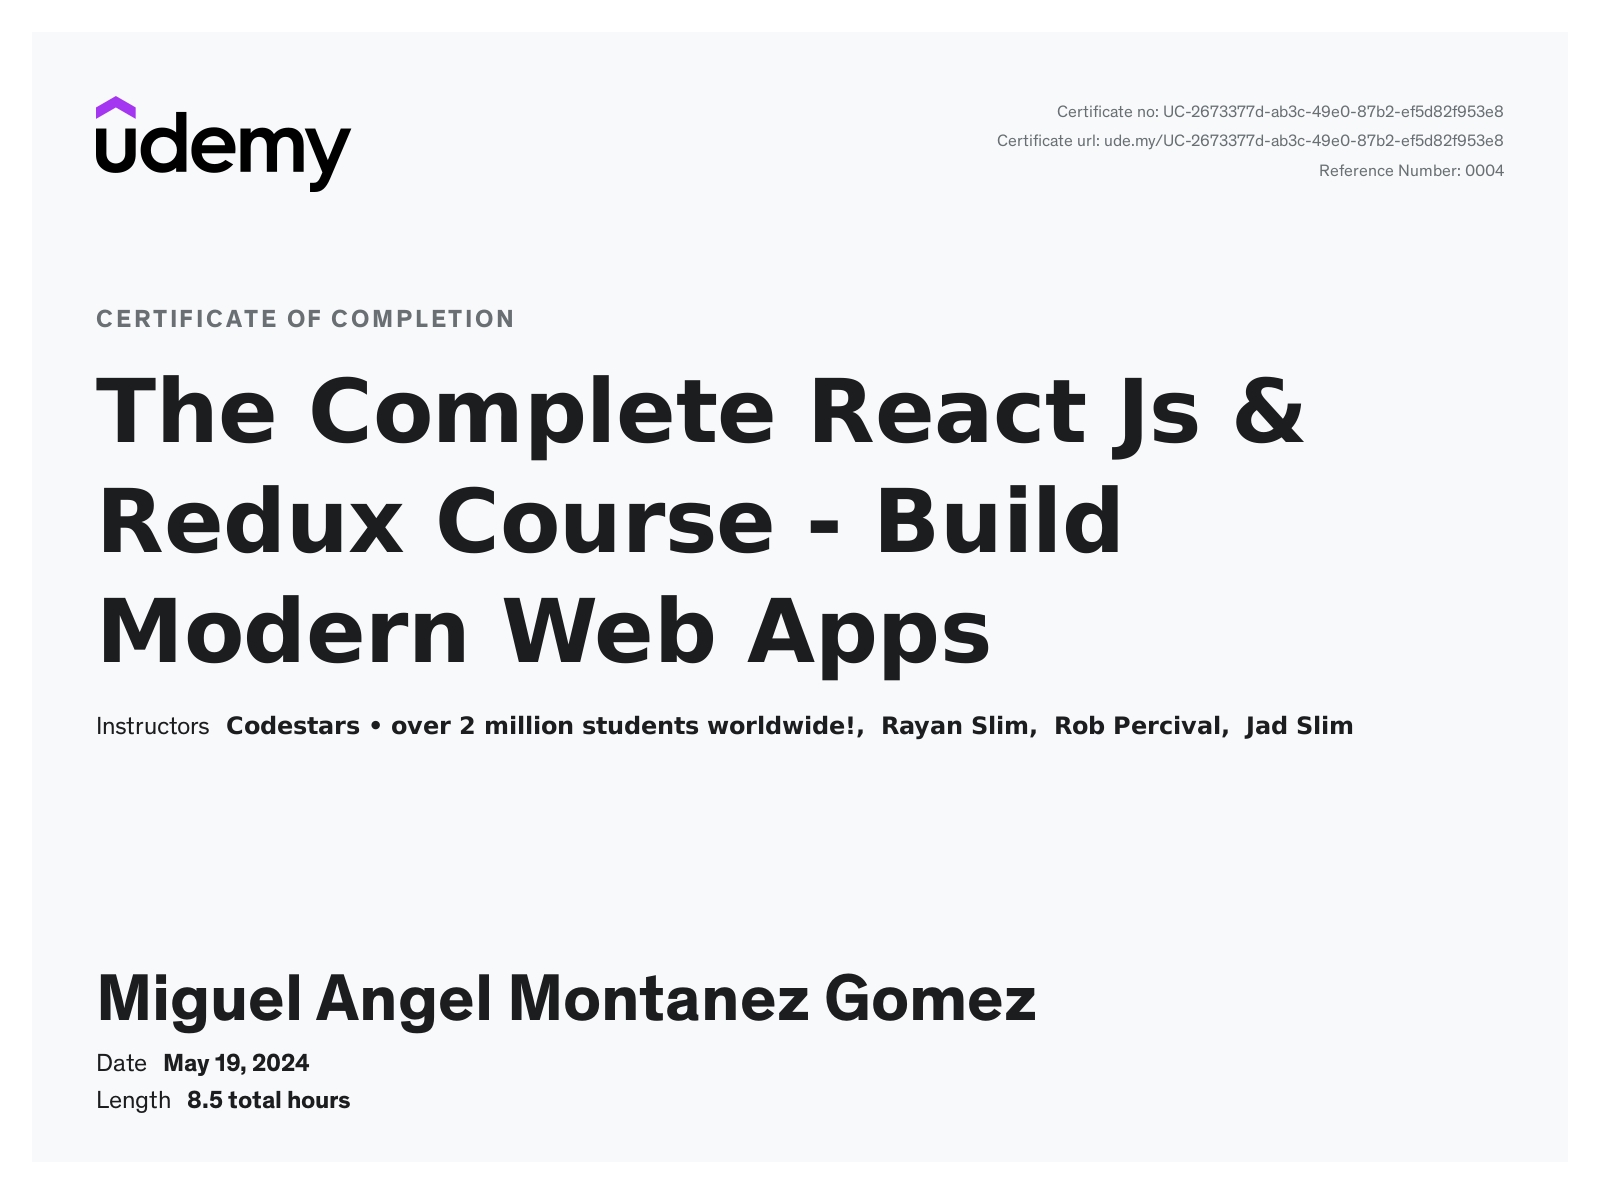 udemy
Certificate no: UC-2673377d-ab3c-49e0-87b2-ef5d82f953e8
Certificate url: ude.my/UC-2673377d-ab3c-49e0-87b2-ef5d82f953e8
Reference Number: 0004
CERTIFICATE OF COMPLETION
The Complete React Js &
Redux Course - Build
Modern Web Apps
Instructors Codestars • over 2 million students worldwide!, Rayan Slim, Rob Percival, Jad Slim
Miguel Angel Montanez Gomez
Date May 19, 2024
Length 8.5 total hours